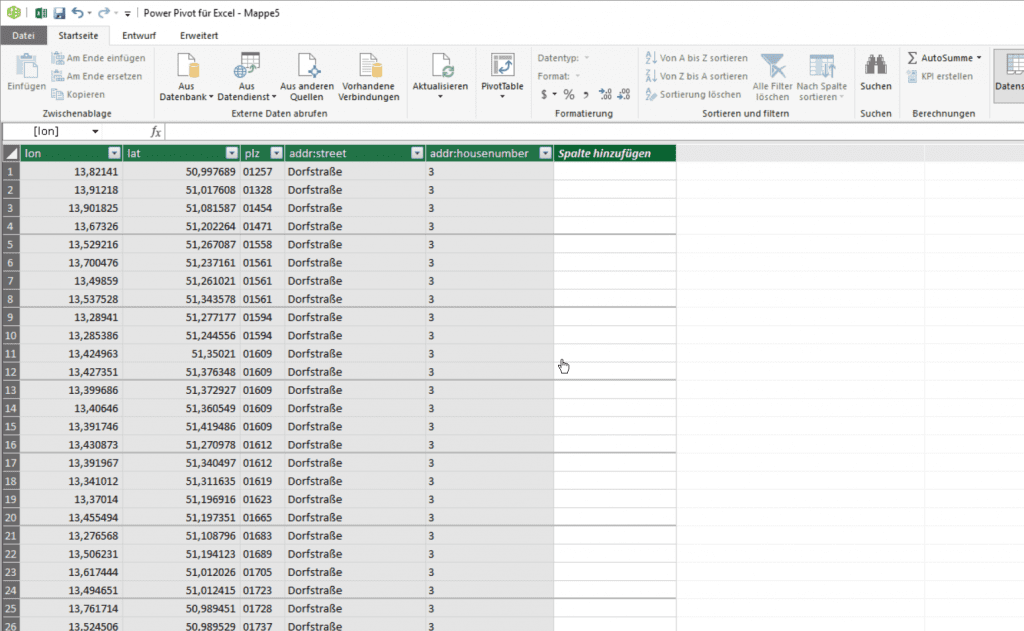 Power Pivot für Excel - Mappe5
Datei Startseite Entwurf Erweitert
Einfügen
Am Ende einfügen
Am Ende ersetzen
Kopieren
Zwischenablage
Aus Datenbank
Aus Datendienst
Aus anderen Quellen
Vorhandene Verbindungen
Externe Daten abrufen
Aktualisieren
PivotTable
Datentyp:
Format:
$ % ,
Formatierung
Von A bis Z sortieren
Von Z bis A sortieren
Sortierung löschen
Alle Filter löschen
Nach Spalte sortieren
Sortieren und filtern
Suchen
Suchen
AutoSumme
KPI erstellen
Berechnungen
Datens
[lon] fx
lon lat plz addr:street addr:housenumber Spalte hinzufügen
1 13,82141 50,997689 01257 Dorfstraße 3
2 13,91218 51,017608 01328 Dorfstraße 3
3 13,901825 51,081587 01454 Dorfstraße 3
4 13,67326 51,202264 01471 Dorfstraße 3
5 13,529216 51,267087 01558 Dorfstraße 3
6 13,700476 51,237161 01561 Dorfstraße 3
7 13,49859 51,261021 01561 Dorfstraße 3
8 13,537528 51,343578 01561 Dorfstraße 3
9 13,28941 51,277177 01594 Dorfstraße 3
10 13,285386 51,244556 01594 Dorfstraße 3
11 13,424963 51,35021 01609 Dorfstraße 3
12 13,427351 51,376348 01609 Dorfstraße 3
13 13,399686 51,372927 01609 Dorfstraße 3
14 13,40646 51,360549 01609 Dorfstraße 3
15 13,391746 51,419486 01609 Dorfstraße 3
16 13,430873 51,270978 01612 Dorfstraße 3
17 13,391967 51,340497 01612 Dorfstraße 3
18 13,341012 51,311635 01619 Dorfstraße 3
19 13,37014 51,196916 01623 Dorfstraße 3
20 13,455494 51,197351 01665 Dorfstraße 3
21 13,276568 51,108796 01683 Dorfstraße 3
22 13,506231 51,194123 01689 Dorfstraße 3
23 13,617444 51,012026 01705 Dorfstraße 3
24 13,494651 51,012415 01723 Dorfstraße 3
25 13,761714 50,989451 01728 Dorfstraße 3
26 13,524506 50,989529 01737 Dorfstraße 3